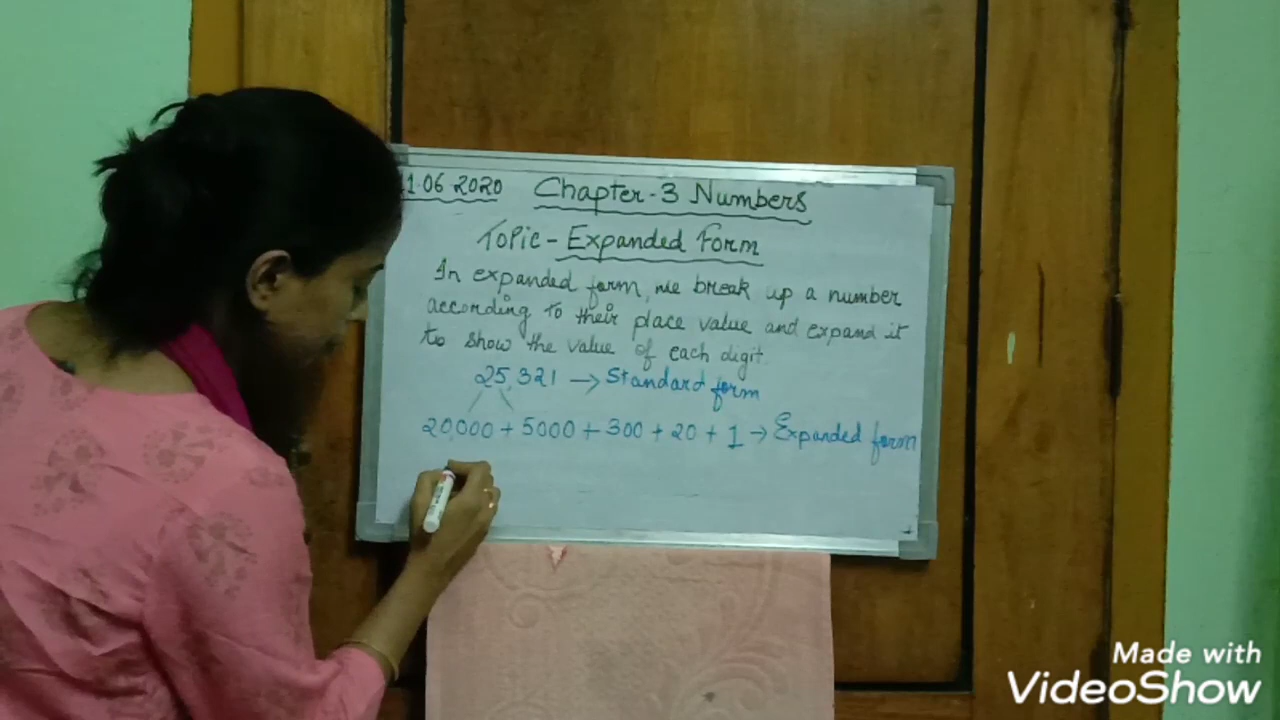 1.06 2020 Chapter-3 Numbers
Topic- Expanded Form
In expanded form, we break up a number
according to their place value and expand it
to show the value of each digit.
25,321 → Standard form
20,000 + 5000 + 300 + 20 + 1 → Expanded form
Made with
VideoShow